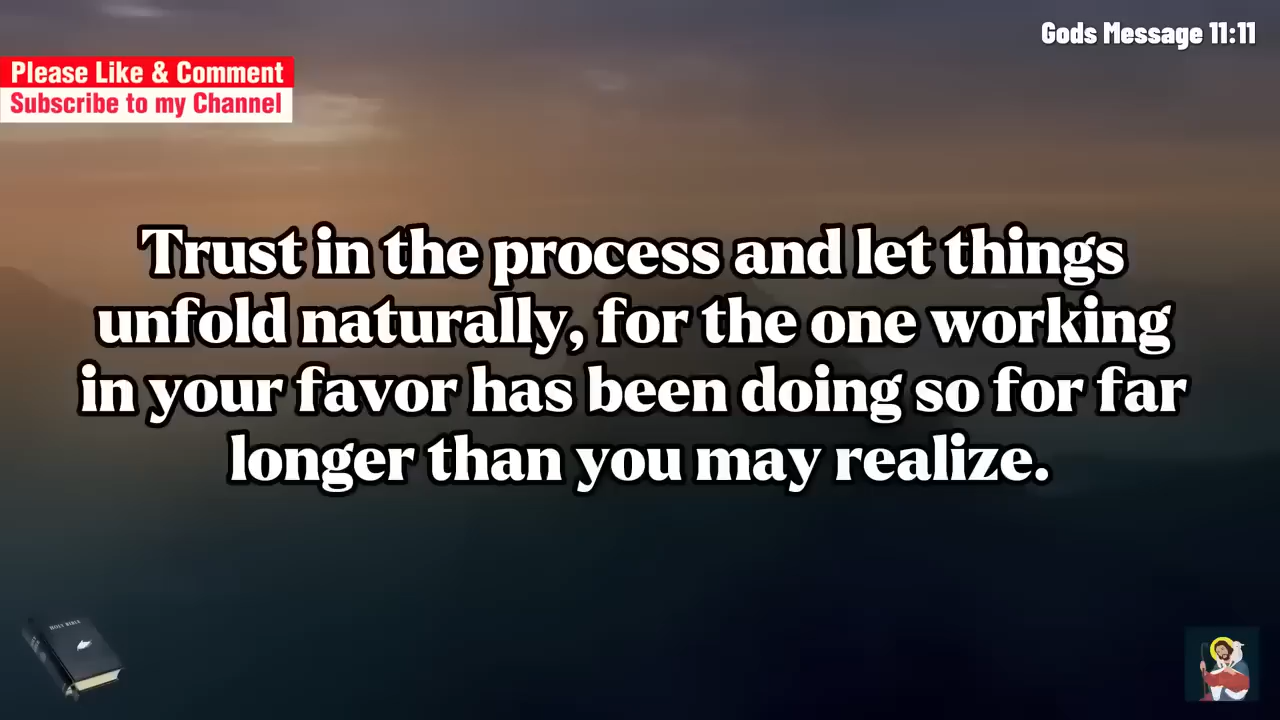 Gods Message 11:11
Please Like & Comment
Subscribe to my Channel
Trust in the process and let things
unfold naturally, for the one working
in your favor has been doing so for far
longer than you may realize.
HOLY BIBLE